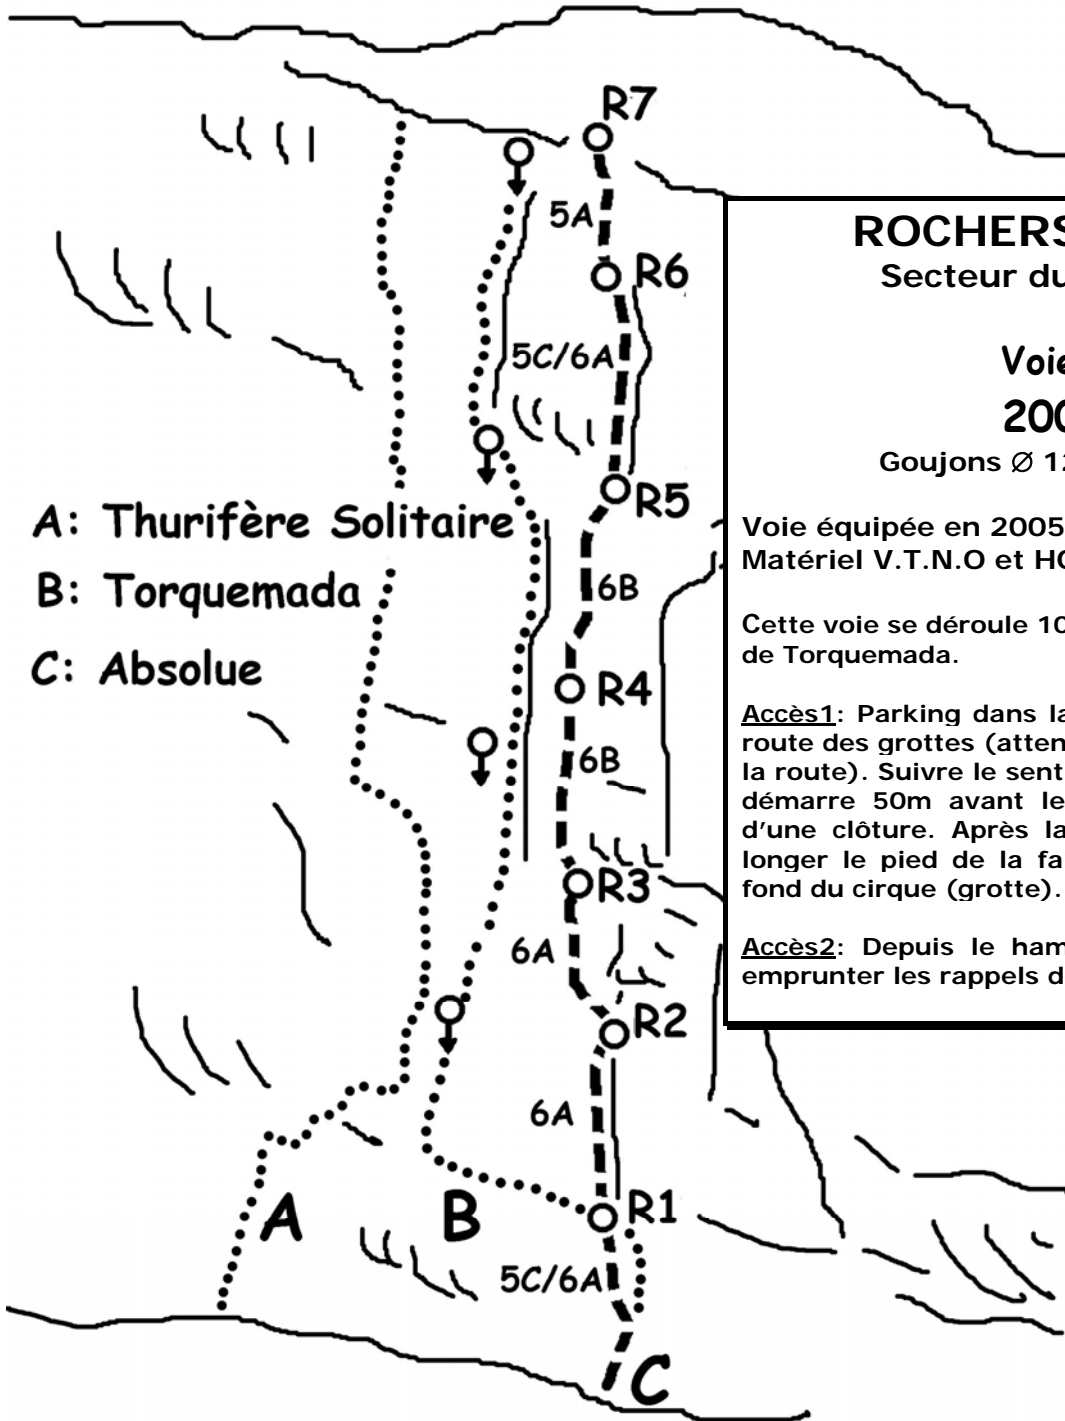 R7
5A
R6
5C/6A
R5
6B
R4
6B
R3
6A
R2
6A
R1
5C/6A
A: Thurifère Solitaire
B: Torquemada
C: Absolue
A
B
C
ROCHERS
Secteur du
Voie
200
Goujons Ø 12
Voie équipée en 2005
Matériel V.T.N.O et HO
Cette voie se déroule 10
de Torquemada.
Accès1: Parking dans la
route des grottes (atten
la route). Suivre le sent
démarre 50m avant le
d'une clôture. Après la
longer le pied de la fa
fond du cirque (grotte).
Accès2: Depuis le ham
emprunter les rappels d